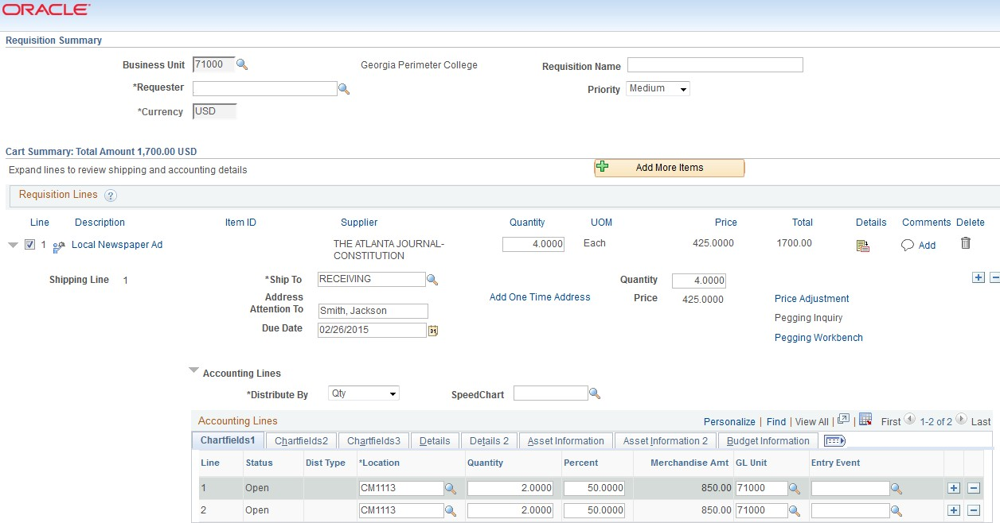 ORACLE
Requisition Summary
Business Unit 71000 Georgia Perimeter College Requisition Name
*Requester Priority Medium
*Currency USD
Cart Summary: Total Amount 1,700.00 USD
Expand lines to review shipping and accounting details Add More Items
Requisition Lines ?
Line Description Item ID Supplier Quantity UOM Price Total Details Comments Delete
1 Local Newspaper Ad THE ATLANTA JOURNAL- 4.0000 Each 425.0000 1700.00 Add
CONSTITUTION
Shipping Line 1 *Ship To RECEIVING Quantity 4.0000
Address Add One Time Address Price 425.0000 Price Adjustment
Attention To Smith, Jackson Pegging Inquiry
Due Date 02/26/2015 31 Pegging Workbench
Accounting Lines
*Distribute By Qty SpeedChart
Accounting Lines Personalize | Find | View All | | First 1-2 of 2 Last
Chartfields1 Chartfields2 Chartfields3 Details Details 2 Asset Information Asset Information 2 Budget Information
Line Status Dist Type *Location Quantity Percent Merchandise Amt GL Unit Entry Event
1 Open CM1113 2.0000 50.0000 850.00 71000
2 Open CM1113 2.0000 50.0000 850.00 71000